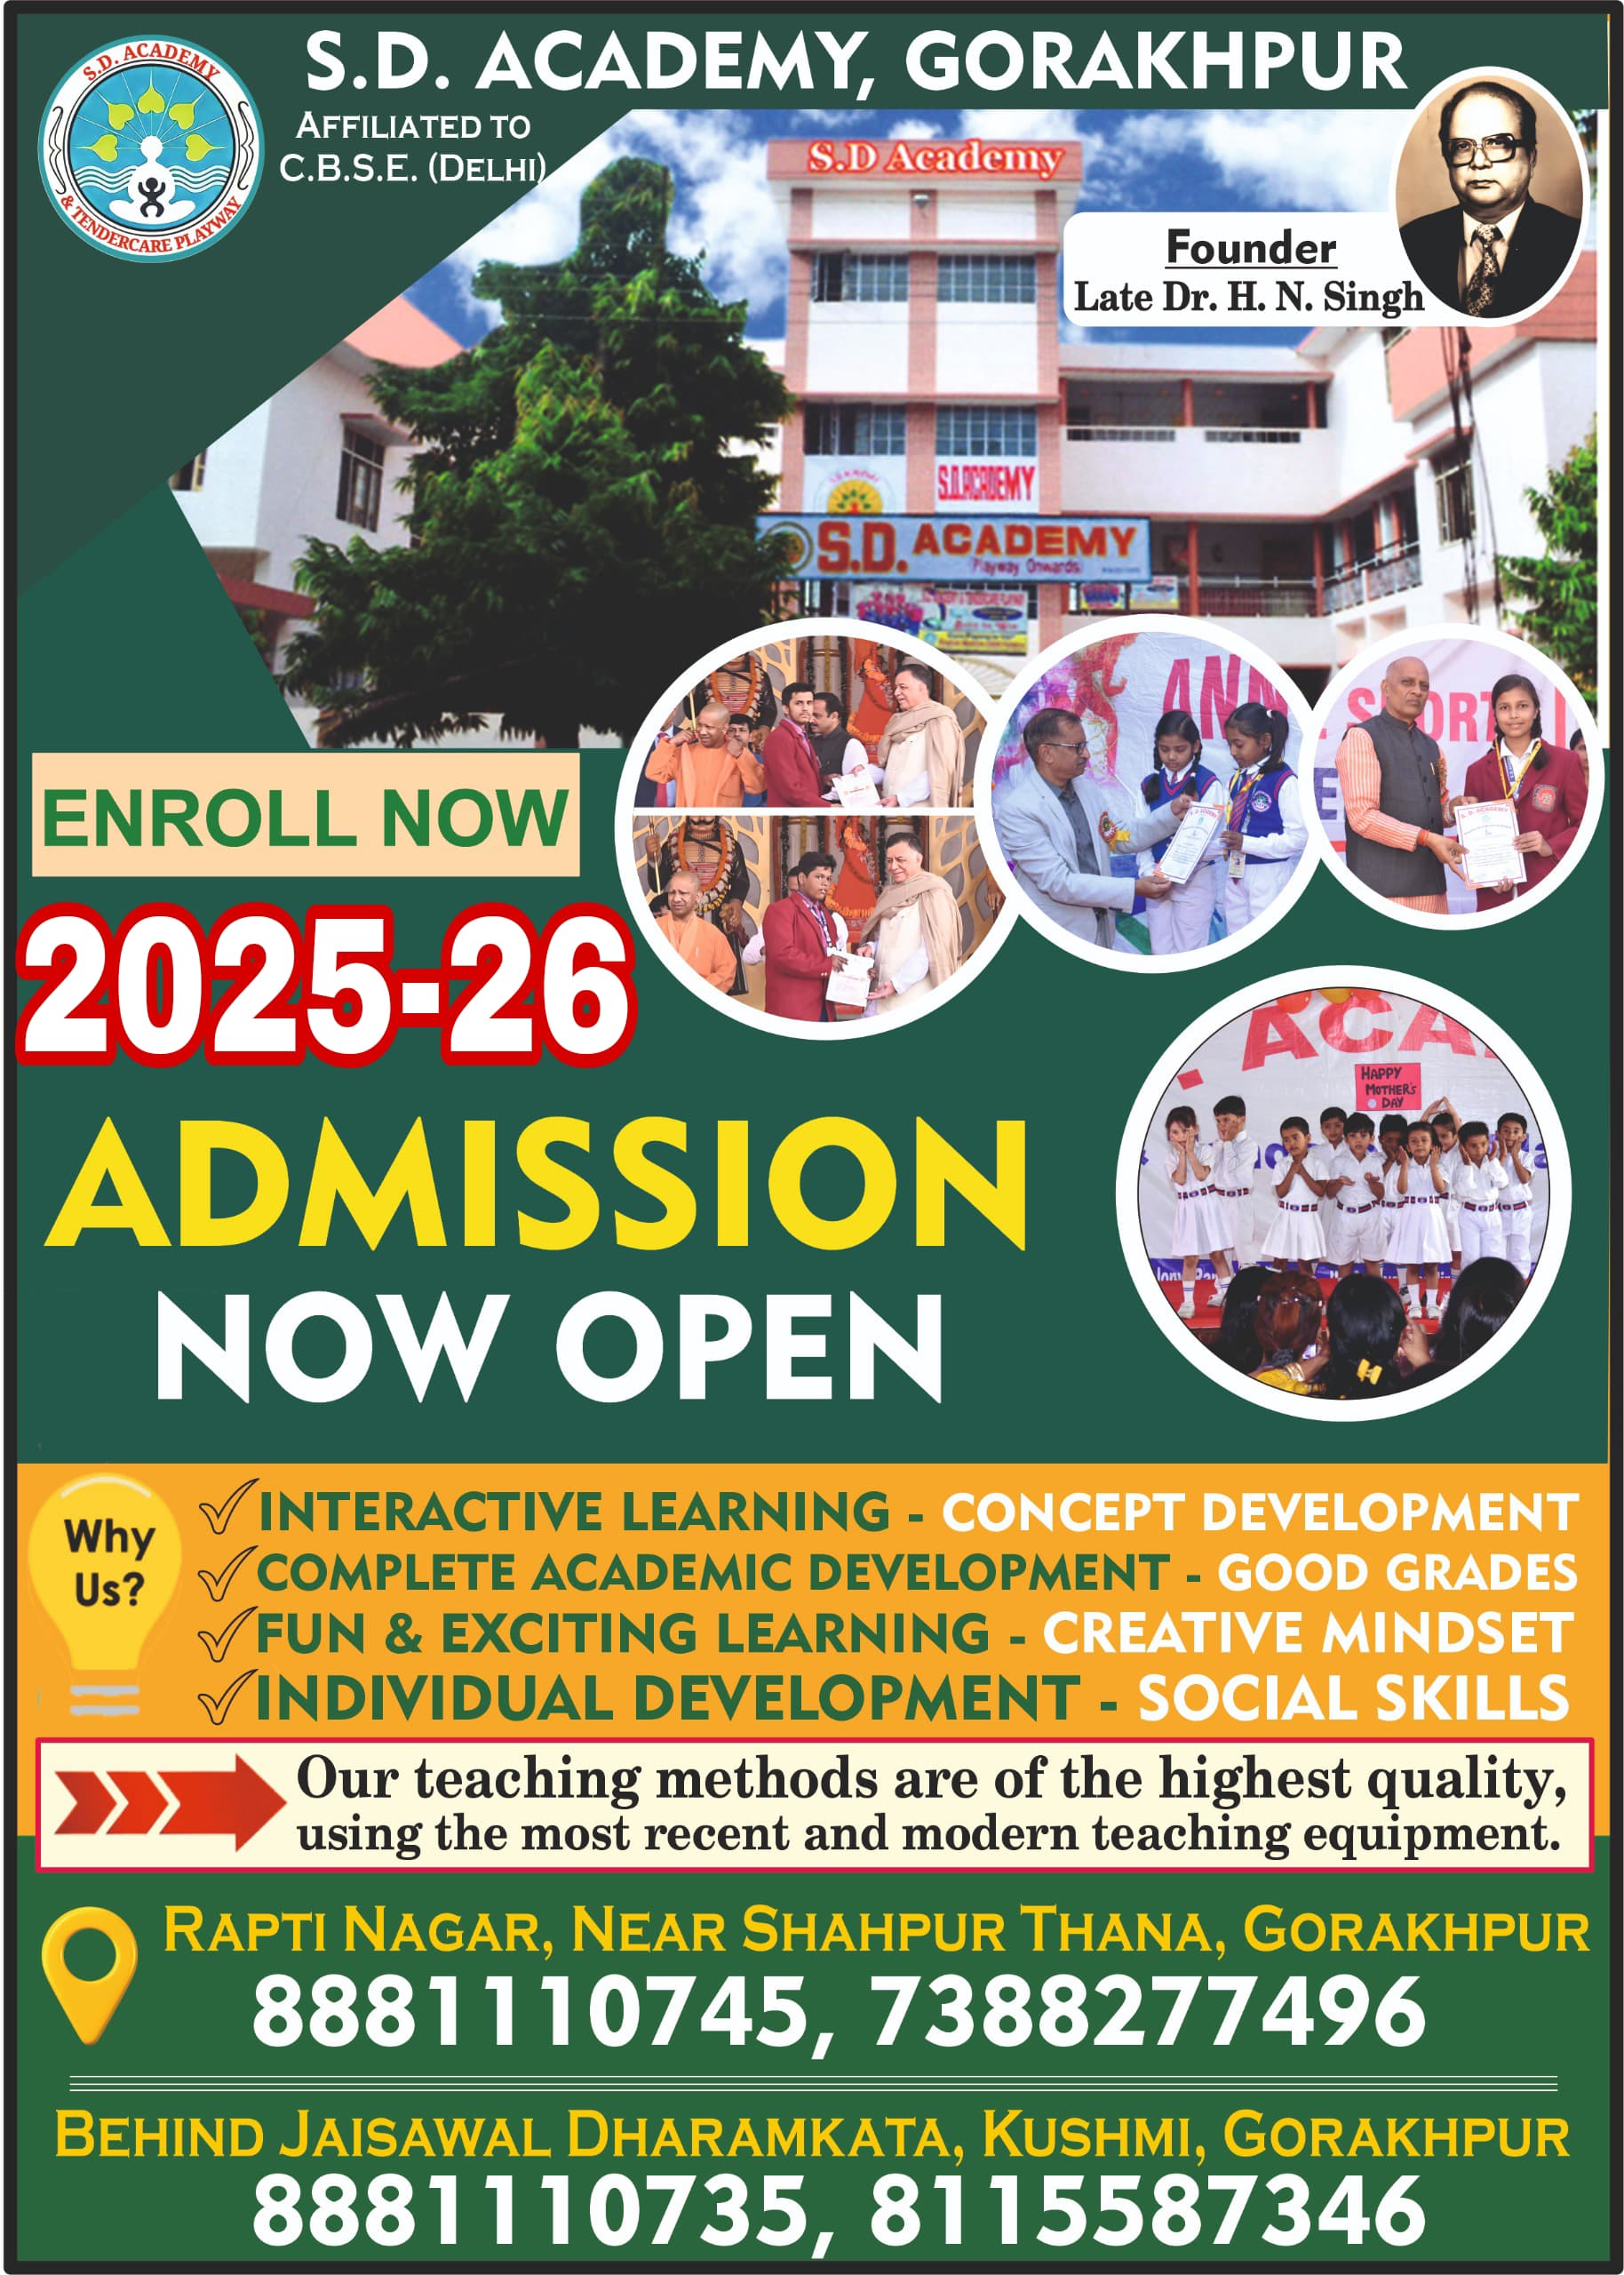 S.D. ACADEMY, GORAKHPUR
S.D. ACADEMY
& TENDERCARE PLAYWAY
AFFILIATED TO
C.B.S.E. (DELHI)
S.D Academy
Founder
Late Dr. H. N. Singh
S.D.ACADEMY
S.D. ACADEMY
Playway Onwards
ENROLL NOW
2025-26
ADMISSION
NOW OPEN
S.D. ACADEMY
ACA
HAPPY
MOTHER'S
DAY
Why
Us?
INTERACTIVE LEARNING - CONCEPT DEVELOPMENT
COMPLETE ACADEMIC DEVELOPMENT - GOOD GRADES
FUN & EXCITING LEARNING - CREATIVE MINDSET
INDIVIDUAL DEVELOPMENT - SOCIAL SKILLS
Our teaching methods are of the highest quality,
using the most recent and modern teaching equipment.
RAPTI NAGAR, NEAR SHAHPUR THANA, GORAKHPUR
8881110745, 7388277496
BEHIND JAISAWAL DHARAMKATA, KUSHMI, GORAKHPUR
8881110735, 8115587346